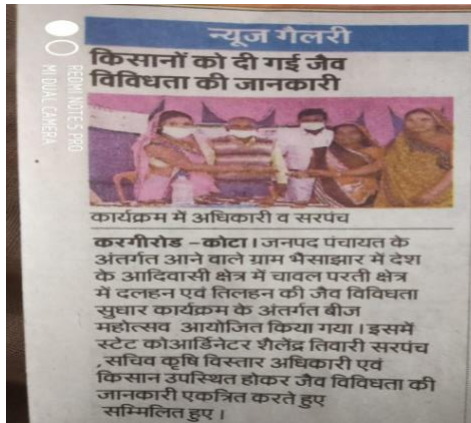 न्यूज गैलरी
किसानों को दी गई जैव
विविधता की जानकारी
REDMI NOTE 5 PRO
MI DUAL CAMERA
कार्यक्रम में अधिकारी व सरपंच
करगीरोड -कोटा। जनपद पंचायत के
अंतर्गत आने वाले ग्राम भैसाझार में देश
के आदिवासी क्षेत्र में चावल परती क्षेत्र
में दलहन एवं तिलहन की जैव विविधता
सुधार कार्यक्रम के अंतर्गत बीज
महोत्सव आयोजित किया गया। इसमें
स्टेट कोआर्डिनेटर शैलेंद्र तिवारी सरपंच
,सचिव कृषि विस्तार अधिकारी एवं
किसान उपस्थित होकर जैव विविधता की
जानकारी एकत्रित करते हुए
सम्मिलित हुए।